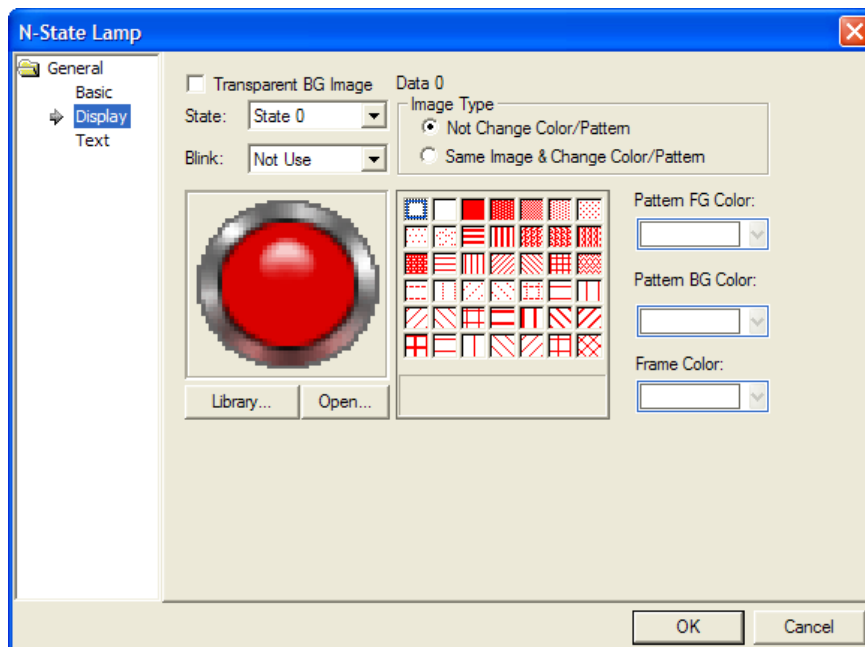 N-State Lamp
General
Basic
Display
Text
Transparent BG Image
Data 0
State:
State 0
Blink:
Not Use
Image Type
Not Change Color/Pattern
Same Image & Change Color/Pattern
Pattern FG Color:
Pattern BG Color:
Frame Color:
Library...
Open...
OK
Cancel